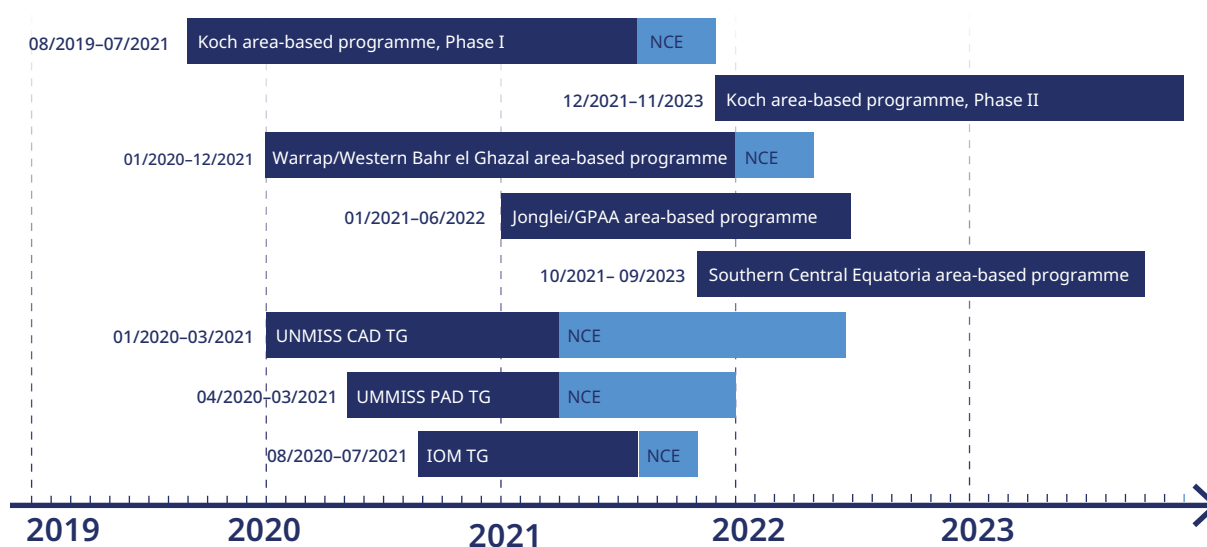 08/2019–07/2021 Koch area-based programme, Phase I NCE
12/2021–11/2023 Koch area-based programme, Phase II
01/2020–12/2021 Warrap/Western Bahr el Ghazal area-based programme NCE
01/2021–06/2022 Jonglei/GPAA area-based programme
10/2021– 09/2023 Southern Central Equatoria area-based programme
01/2020–03/2021 UNMISS CAD TG NCE
04/2020–03/2021 UMMISS PAD TG NCE
08/2020–07/2021 IOM TG NCE
2019 2020 2021 2022 2023